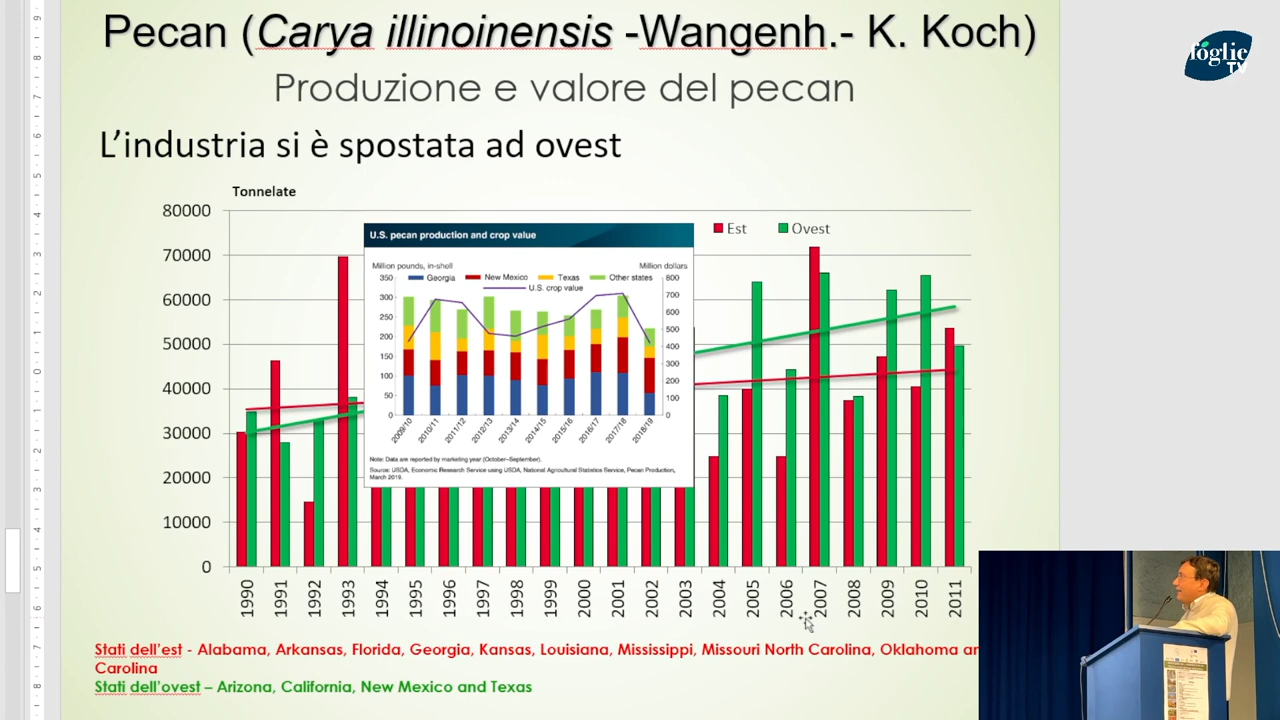 Pecan (Carya illinoinensis -Wangenh.- K. Koch)
foglie
TV
Produzione e valore del pecan
L'industria si è spostata ad ovest
Tonnelate
80000
70000
60000
50000
40000
30000
20000
10000
0
Est
Ovest
U.S. pecan production and crop value
Million pounds, in-shell
Million dollars
Georgia
New Mexico
Texas
Other states
U.S. crop value
350
300
250
200
150
100
50
0
800
700
600
500
400
300
200
100
0
2009/10
2010/11
2011/12
2012/13
2013/14
2014/15
2015/16
2016/17
2017/18
2018/19
Note: Data are reported by marketing year (October–September).
Source: USDA, Economic Research Service using USDA, National Agricultural Statistics Service, Pecan Production,
March 2019.
1990
1991
1992
1993
1994
1995
1996
1997
1998
1999
2000
2001
2002
2003
2004
2005
2006
2007
2008
2009
2010
2011
Stati dell'est - Alabama, Arkansas, Florida, Georgia, Kansas, Louisiana, Mississippi, Missouri North Carolina, Oklahoma
Carolina
Stati dell'ovest – Arizona, California, New Mexico and Texas